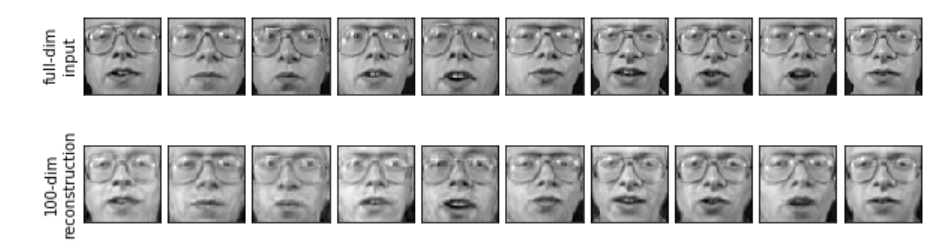 full-dim
input
100-dim
reconstruction